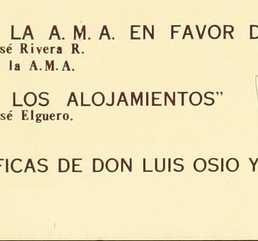 LA A. M. A. EN FAVOR D
sé Rivera R.
la A.M.A.
LOS ALOJAMIENTOS"
sé Elguero.
FICAS DE DON LUIS OSIO Y